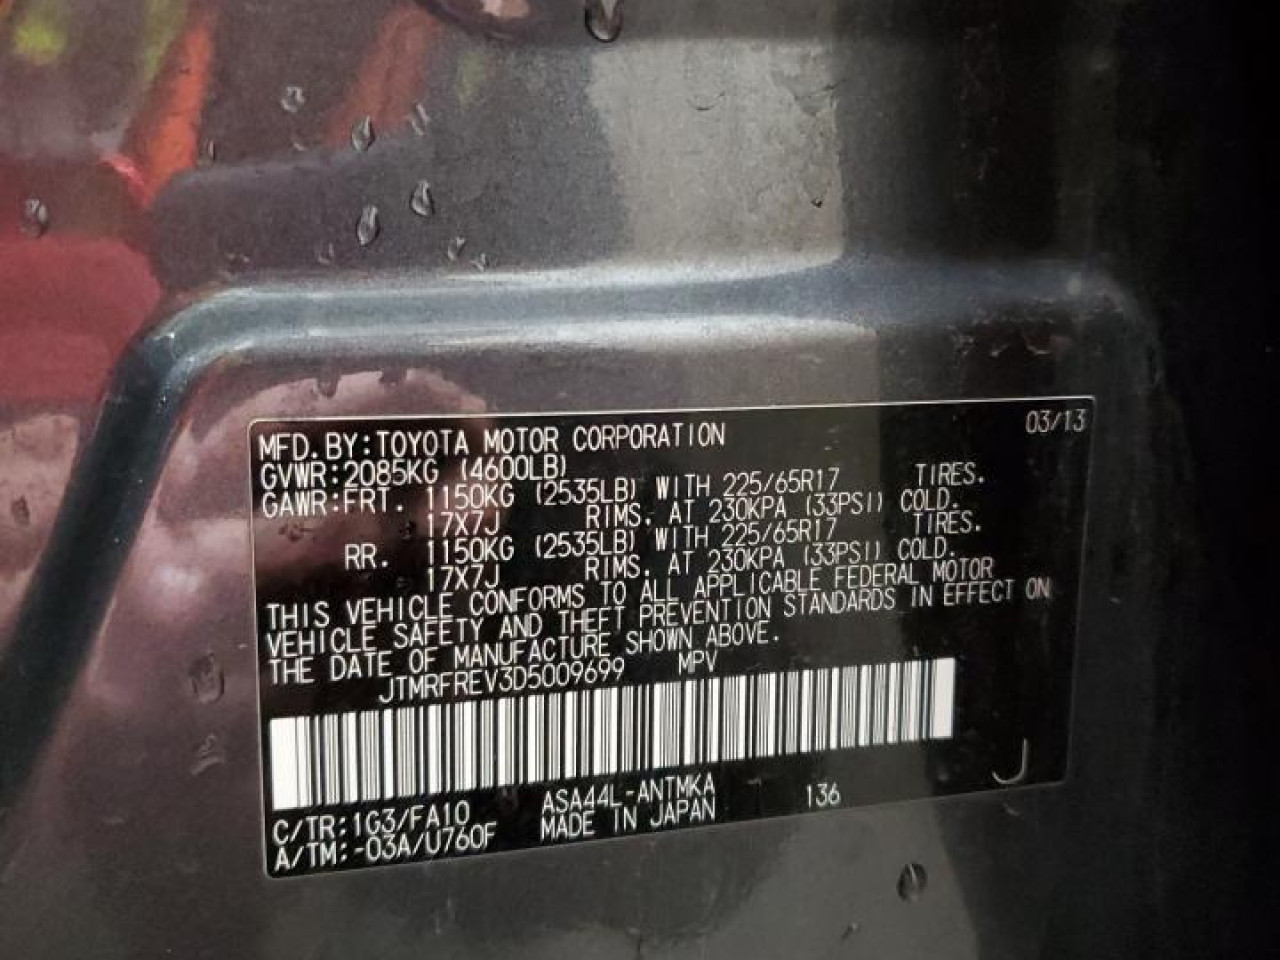 03/13
MFD.BY:TOYOTA MOTOR CORPORATION
GVWR:2085KG (4600LB)
GAWR:FRT. 1150KG (2535LB) WITH 225/65R17 TIRES.
17X7J RIMS. AT 230KPA (33PSI) COLD.
RR. 1150KG (2535LB) WITH 225/65R17 TIRES.
17X7J RIMS. AT 230KPA (33PSI) COLD.
THIS VEHICLE CONFORMS TO ALL APPLICABLE FEDERAL MOTOR
VEHICLE SAFETY AND THEFT PREVENTION STANDARDS IN EFFECT ON
THE DATE OF MANUFACTURE SHOWN ABOVE.
JTMRFREV3D5009699 MPV
C/TR:1G3/FA10 ASA44L-ANTMKA 136
A/TM:-03A/U760F MADE IN JAPAN
J